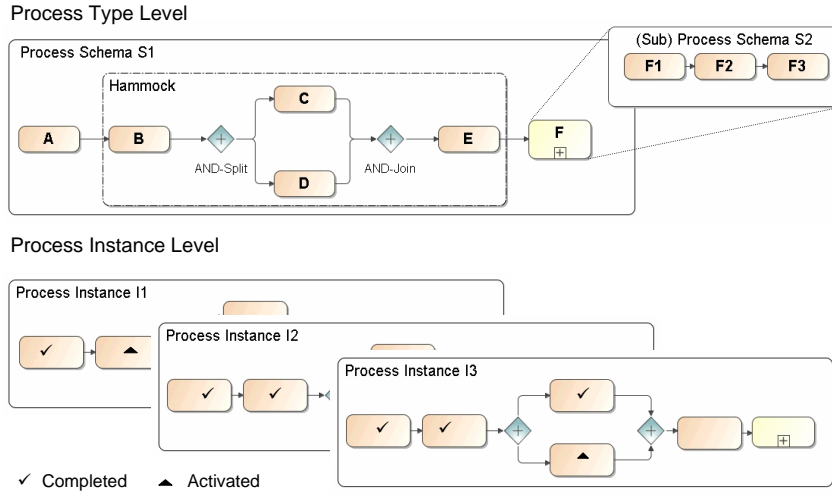 Process Type Level
Process Schema S1
(Sub) Process Schema S2
F1
F2
F3
Hammock
A
B
C
D
E
F
AND-Split
AND-Join
Process Instance Level
Process Instance I1
Process Instance I2
Process Instance I3
Completed
Activated